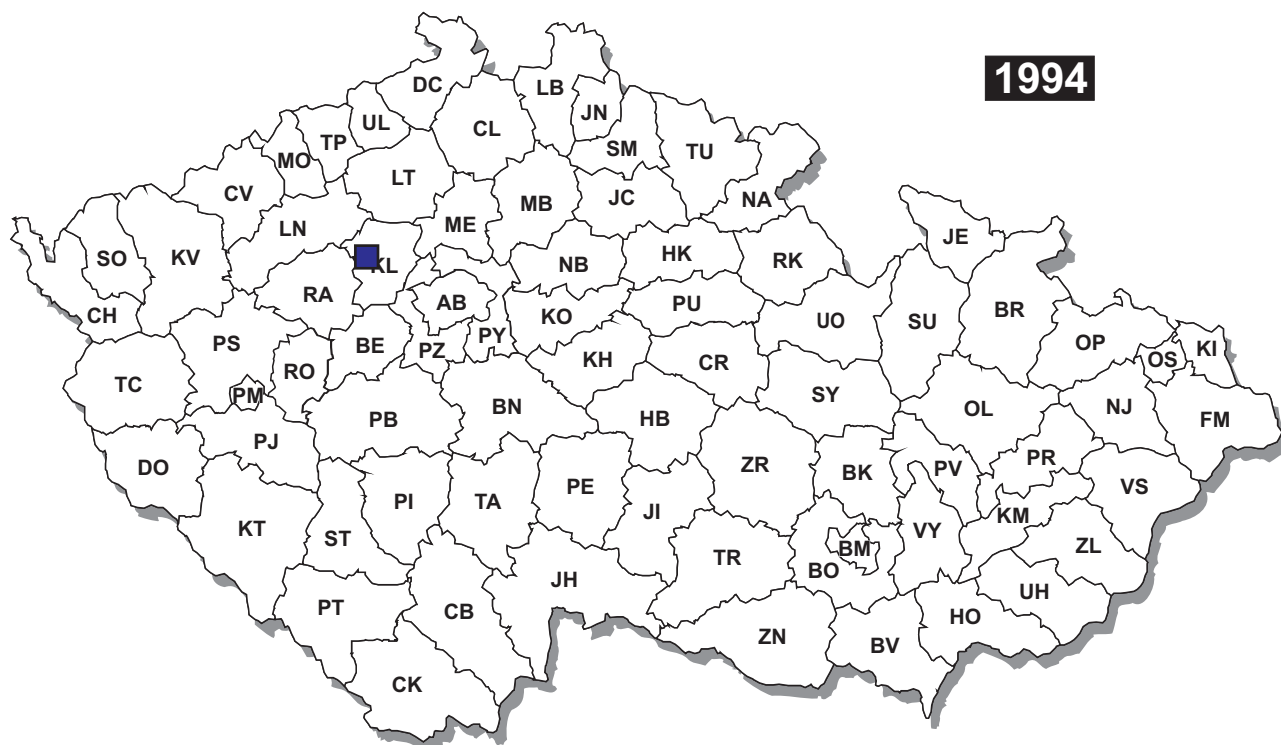 1994
DC
LB
JN
UL
CL
TP
MO
SM
TU
LT
CV
NA
MB
JC
ME
LN
SO
KV
KL
NB
HK
RK
JE
RA
AB
KO
PU
UO
SU
BR
CH
PS
BE
PZ
PY
KH
CR
OP
OS
KI
TC
RO
PM
PB
BN
HB
SY
OL
NJ
FM
DO
PJ
ZR
BK
PV
PR
VS
KT
PI
TA
PE
JI
VY
KM
ST
TR
BO
BM
ZL
PT
CB
JH
UH
ZN
HO
BV
CK